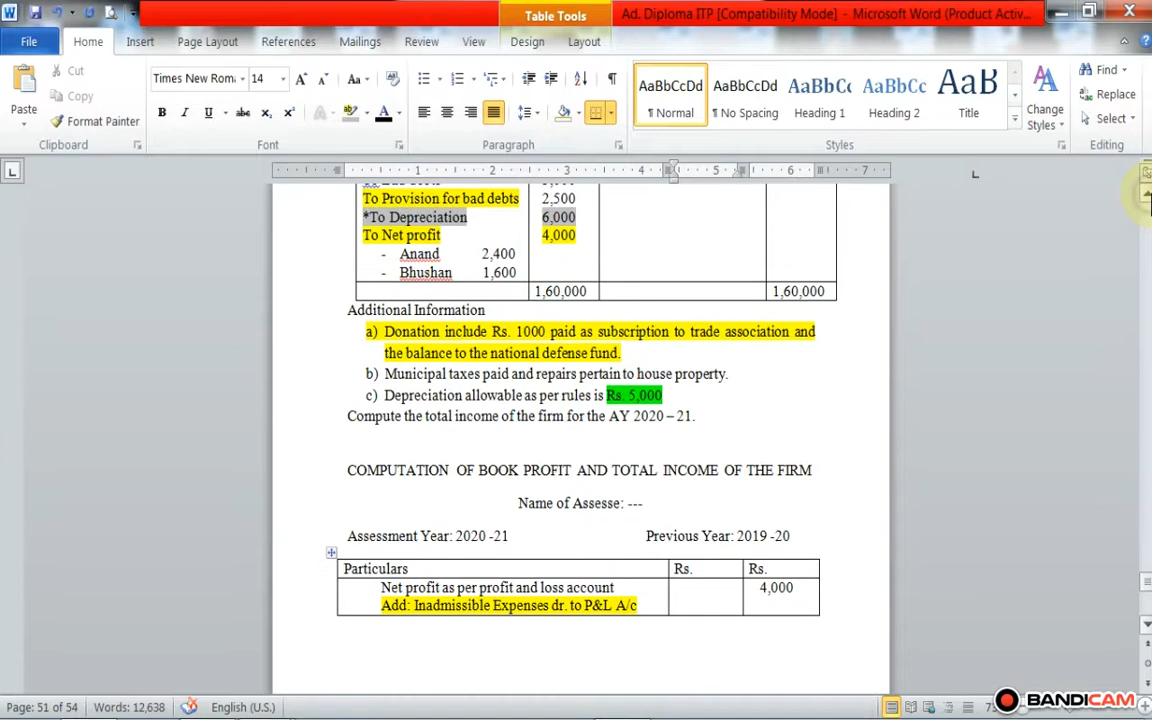 Table Tools
Ad. Diploma ITP [Compatibility Mode] - Microsoft Word (Product Activ...
File Home Insert Page Layout References Mailings Review View Design Layout
Paste
Cut
Copy
Format Painter
Clipboard
Times New Rom 14
Font
Paragraph
AaBbCcDd AaBbCcDd AaBbCc AaBbCc AaB
¶ Normal ¶ No Spacing Heading 1 Heading 2 Title
Change Styles
Styles
Find
Replace
Select
Editing
1 2 3 4 5 6 7
To Provision for bad debts 2,500
*To Depreciation 6,000
To Net profit 4,000
- Anand 2,400
- Bhushan 1,600
1,60,000 1,60,000
Additional Information
a) Donation include Rs. 1000 paid as subscription to trade association and
the balance to the national defense fund.
b) Municipal taxes paid and repairs pertain to house property.
c) Depreciation allowable as per rules is Rs. 5,000
Compute the total income of the firm for the AY 2020 – 21.
COMPUTATION OF BOOK PROFIT AND TOTAL INCOME OF THE FIRM
Name of Assesse: ---
Assessment Year: 2020 -21 Previous Year: 2019 -20
Particulars Rs. Rs.
Net profit as per profit and loss account 4,000
Add: Inadmissible Expenses dr. to P&L A/c
Page: 51 of 54 Words: 12,638 English (U.S.)
BANDICAM